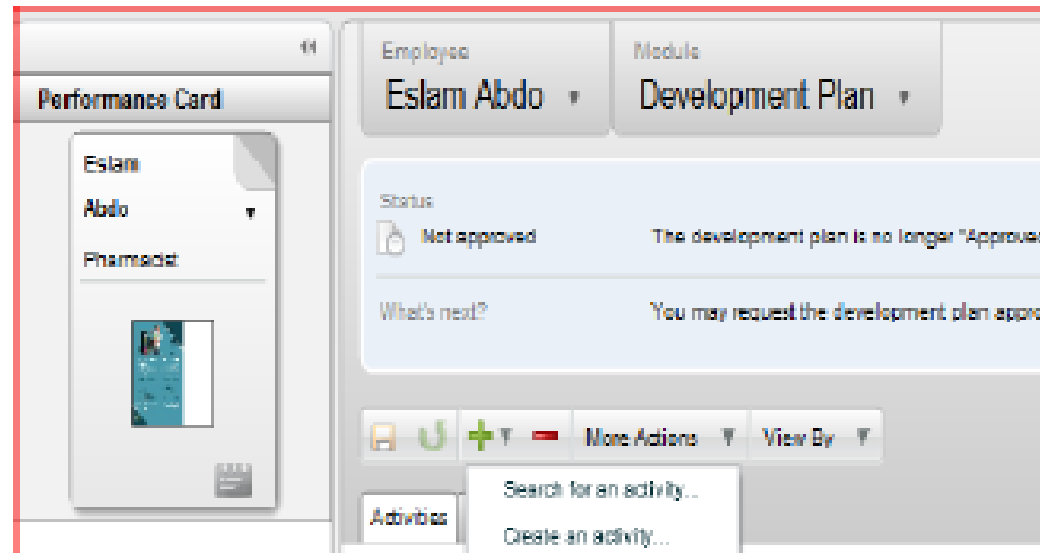 Performance Card
Eslam
Abdo
Pharmacist
Employee
Eslam Abdo
Module
Development Plan
Status
Not approved
The development plan is no longer "Approved
What's next?
You may request the development plan appro
More Actions
View By
Search for an activity...
Create an activity...
Activities